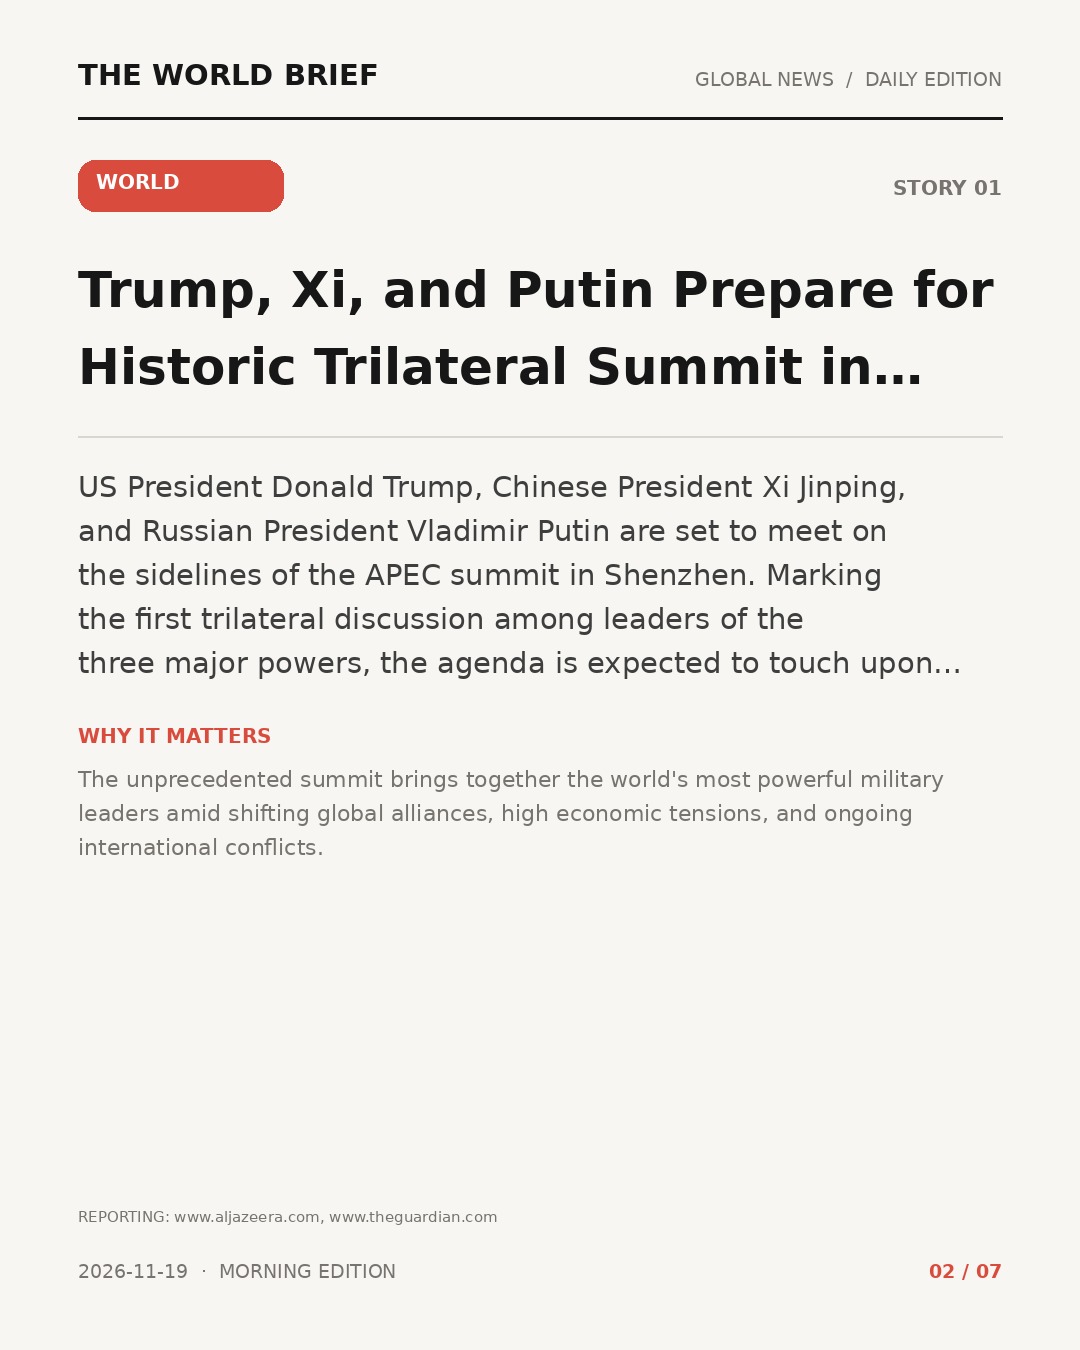 THE WORLD BRIEF
GLOBAL NEWS / DAILY EDITION
WORLD
STORY 01
Trump, Xi, and Putin Prepare for
Historic Trilateral Summit in…
US President Donald Trump, Chinese President Xi Jinping,
and Russian President Vladimir Putin are set to meet on
the sidelines of the APEC summit in Shenzhen. Marking
the first trilateral discussion among leaders of the
three major powers, the agenda is expected to touch upon…
WHY IT MATTERS
The unprecedented summit brings together the world's most powerful military
leaders amid shifting global alliances, high economic tensions, and ongoing
international conflicts.
REPORTING: www.aljazeera.com, www.theguardian.com
2026-11-19 · MORNING EDITION
02 / 07